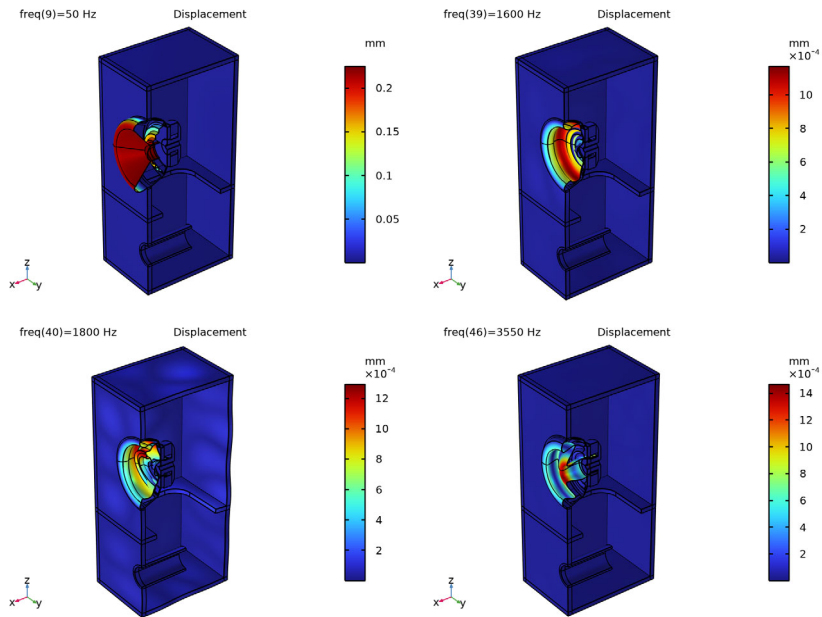 freq(9)=50 Hz Displacement
mm
0.2
0.15
0.1
0.05
z
x y
freq(39)=1600 Hz Displacement
mm
×10⁻⁴
10
8
6
4
2
z
x y
freq(40)=1800 Hz Displacement
mm
×10⁻⁴
12
10
8
6
4
2
z
x y
freq(46)=3550 Hz Displacement
mm
×10⁻⁴
14
12
10
8
6
4
2
z
x y